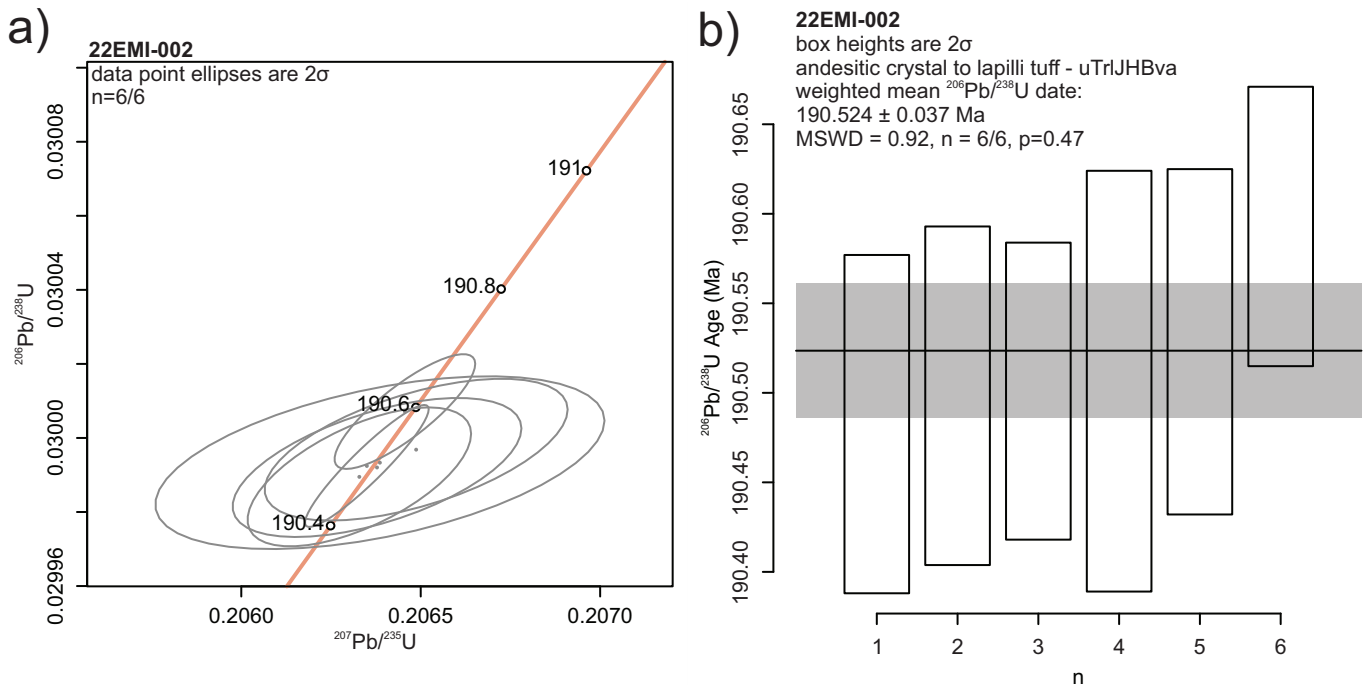 a)
22EMI-002
data point ellipses are 2σ
n=6/6
191
190.8
190.6
190.4
0.03008
0.03004
0.03000
0.02996
²⁰⁶Pb/²³⁸U
0.2060
0.2065
0.2070
²⁰⁷Pb/²³⁵U
b)
22EMI-002
box heights are 2σ
andesitic crystal to lapilli tuff - uTrlJHBva
weighted mean ²⁰⁶Pb/²³⁸U date:
190.524 ± 0.037 Ma
MSWD = 0.92, n = 6/6, p=0.47
190.65
190.60
190.55
190.50
190.45
190.40
²⁰⁶Pb/²³⁸U Age (Ma)
1 2 3 4 5 6
n